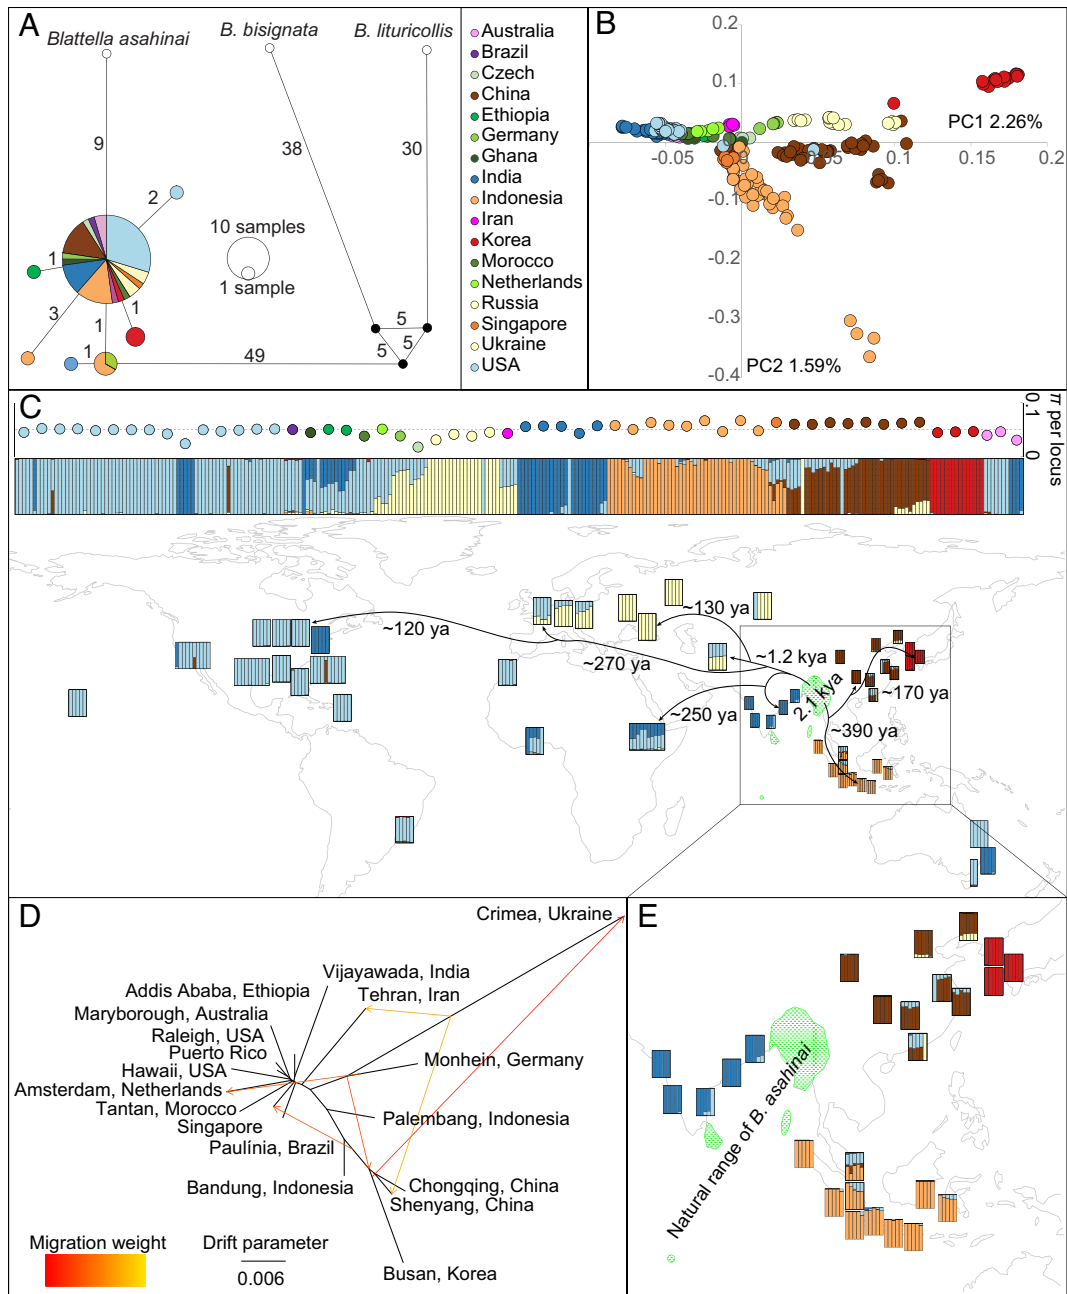 A
Blattella asahinai
B. bisignata
B. lituricollis
9
38
30
2
10 samples
1 sample
1
3
1
1
1
5
5
5
49
Australia
Brazil
Czech
China
Ethiopia
Germany
Ghana
India
Indonesia
Iran
Korea
Morocco
Netherlands
Russia
Singapore
Ukraine
USA
B
0.2
0.1
PC1 2.26%
-0.05
0
0.05
0.1
0.15
0.2
-0.1
-0.2
-0.3
-0.4
PC2 1.59%
C
0.1
0
π per locus
~120 ya
~270 ya
~130 ya
~1.2 kya
~250 ya
2.1 kya
~170 ya
~390 ya
D
Crimea, Ukraine
Vijayawada, India
Tehran, Iran
Addis Ababa, Ethiopia
Maryborough, Australia
Raleigh, USA
Puerto Rico
Hawaii, USA
Amsterdam, Netherlands
Tantan, Morocco
Singapore
Monhein, Germany
Palembang, Indonesia
Paulínia, Brazil
Bandung, Indonesia
Chongqing, China
Shenyang, China
Busan, Korea
Migration weight
Drift parameter
0.006
E
Natural range of B. asahinai